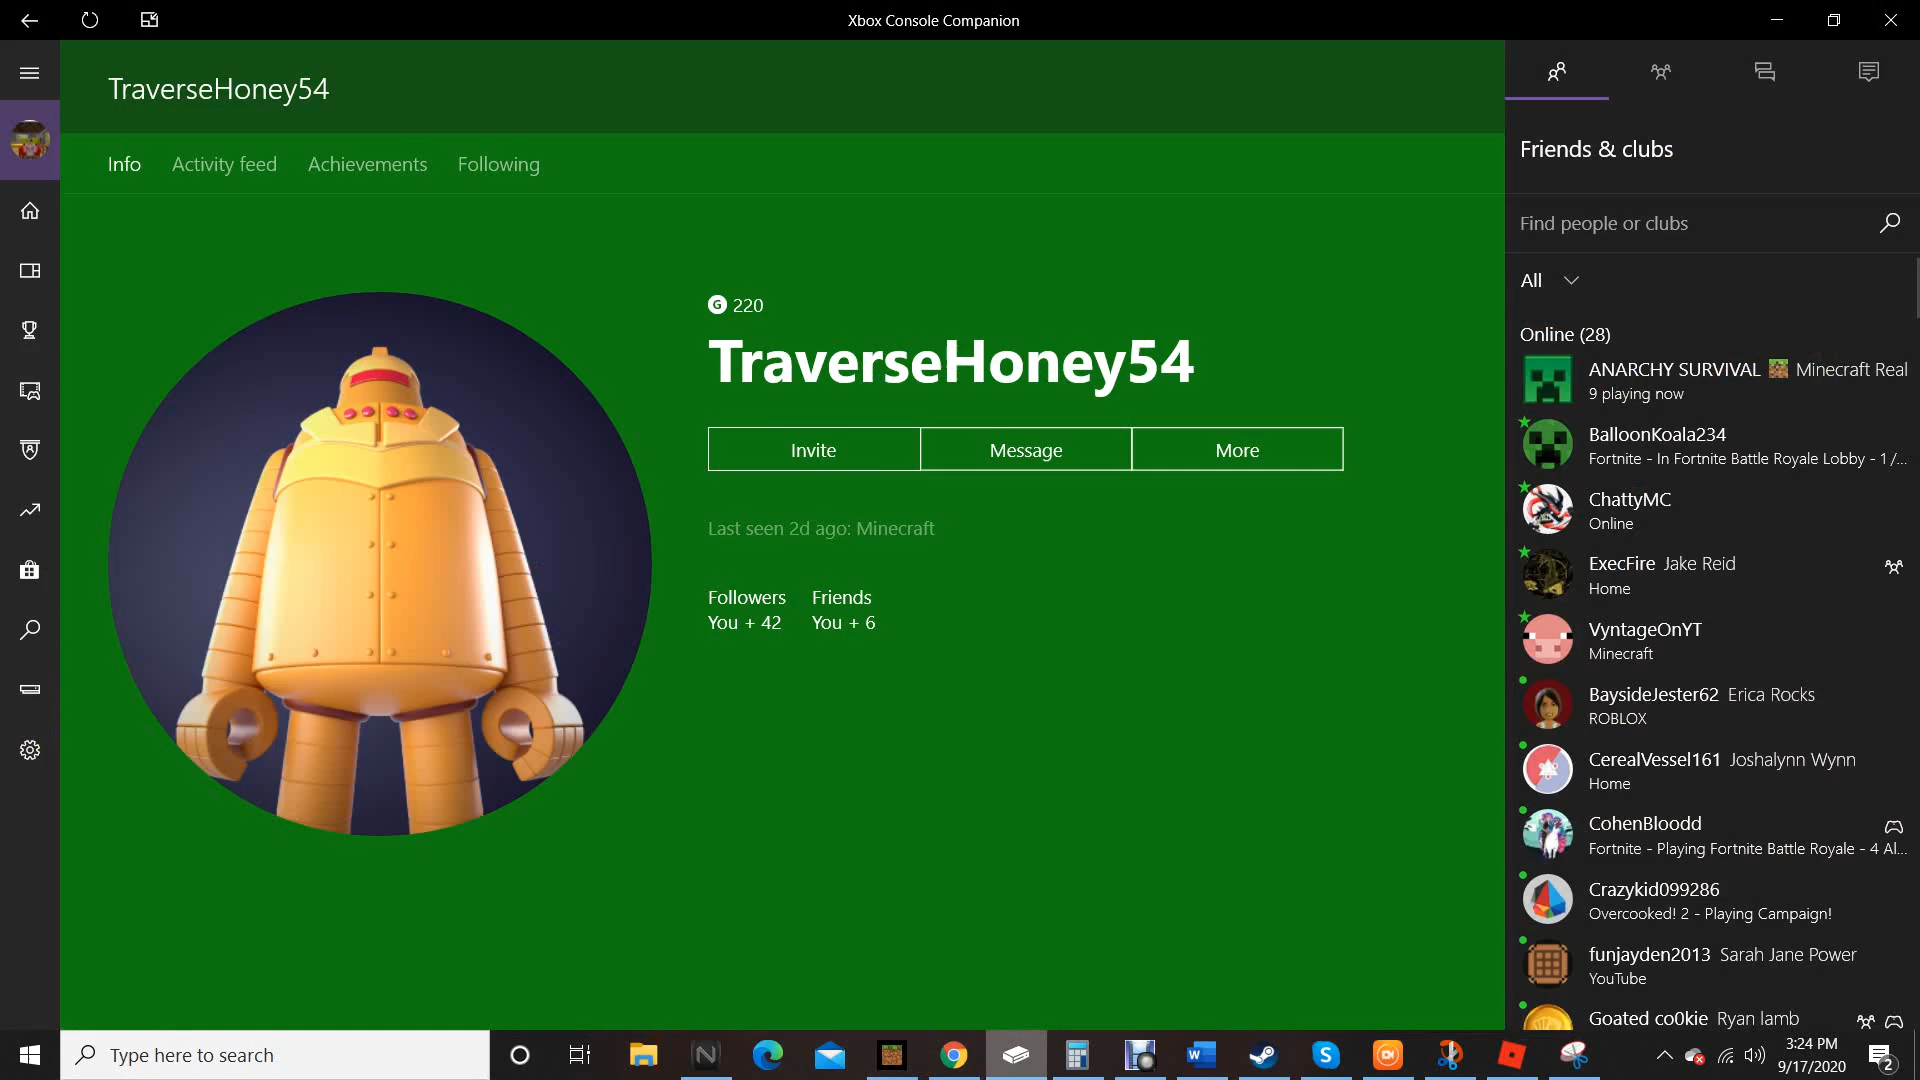 Xbox Console Companion
TraverseHoney54
Info Activity feed Achievements Following
G 220
TraverseHoney54
Invite Message More
Last seen 2d ago: Minecraft
Followers Friends
You + 42 You + 6
Friends & clubs
Find people or clubs
All
Online (28)
ANARCHY SURVIVAL Minecraft Real
9 playing now
BalloonKoala234
Fortnite - In Fortnite Battle Royale Lobby - 1 /...
ChattyMC
Online
ExecFire Jake Reid
Home
VyntageOnYT
Minecraft
BaysideJester62 Erica Rocks
ROBLOX
CerealVessel161 Joshalynn Wynn
Home
CohenBloodd
Fortnite - Playing Fortnite Battle Royale - 4 Al...
Crazykid099286
Overcooked! 2 - Playing Campaign!
funjayden2013 Sarah Jane Power
YouTube
Goated co0kie Ryan lamb
Type here to search
3:24 PM
9/17/2020
2